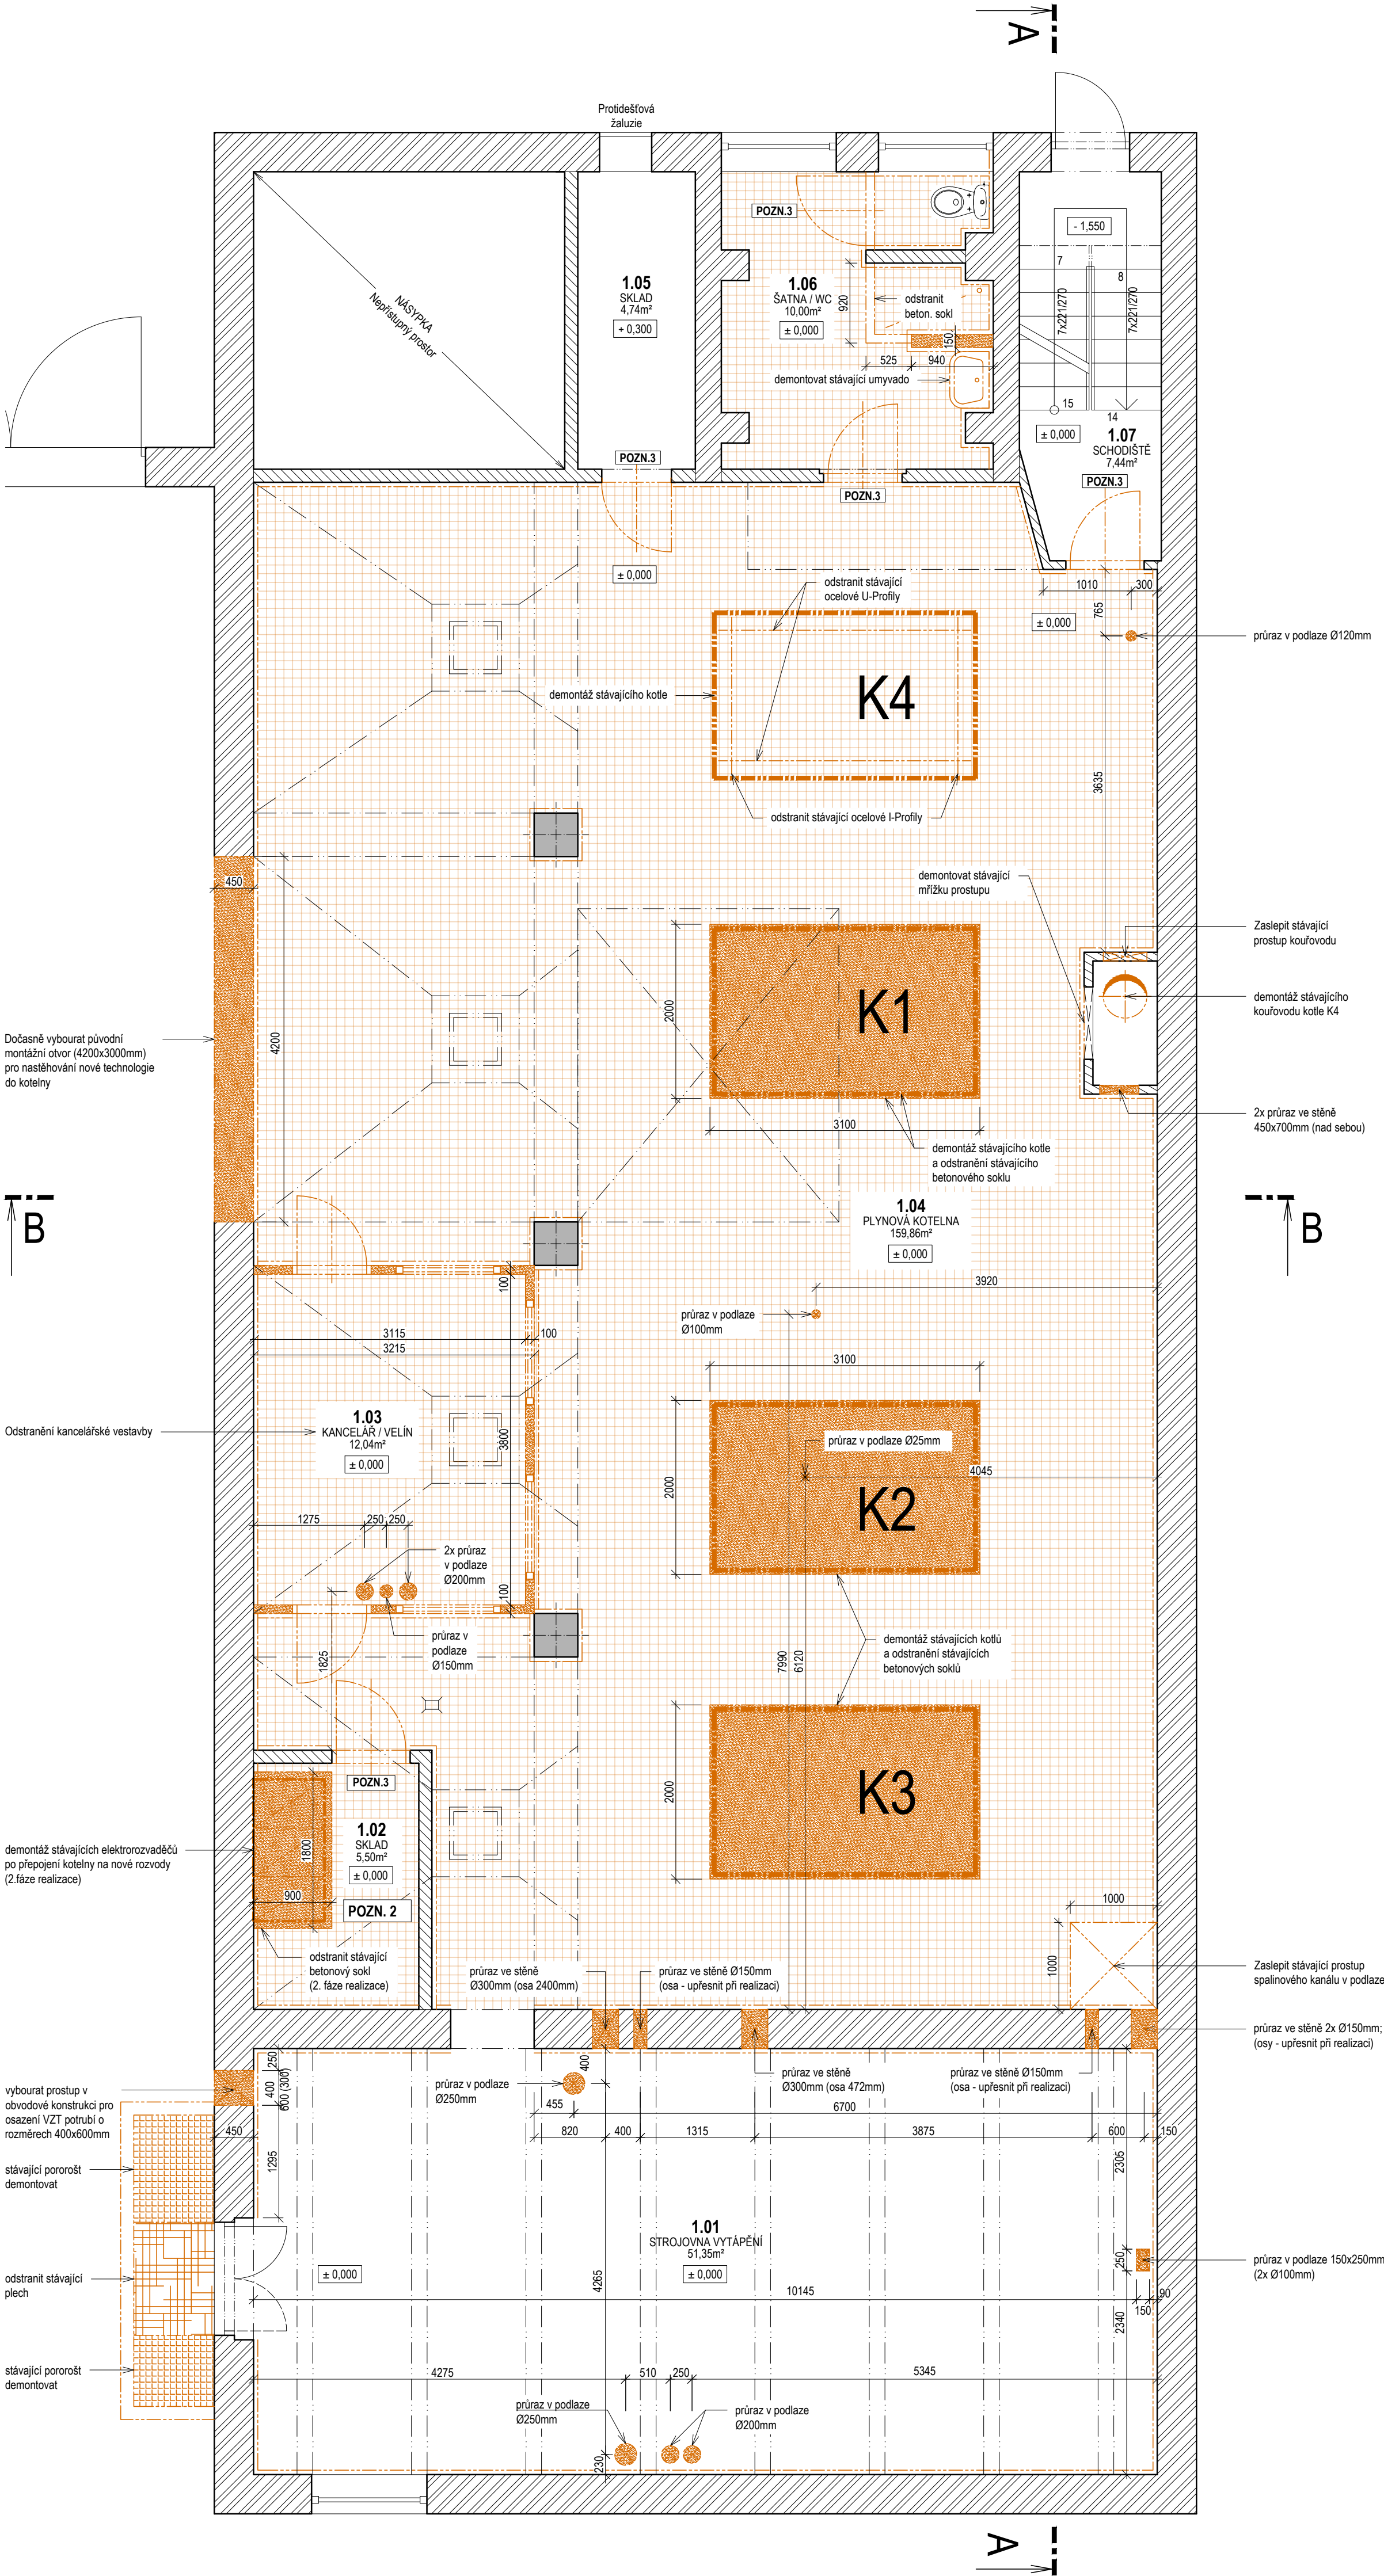 A
Protidešťová
žaluzie
POZN.3
- 1,550
7
8
7x221/270
7x221/270
15
14
NÁSYPKA
Nepřístupný prostor
1.05
SKLAD
4,74m²
+ 0,300
1.06
ŠATNA / WC
10,00m²
± 0,000
920
odstranit
beton. sokl
150
525
940
demontovat stávající umyvado
± 0,000
1.07
SCHODIŠTĚ
7,44m²
POZN.3
POZN.3
POZN.3
± 0,000
odstranit stávající
ocelové U-Profily
1010
300
765
± 0,000
průraz v podlaze Ø120mm
demontáž stávajícího kotle
K4
3635
odstranit stávající ocelové I-Profily
450
demontovat stávající
mřížku prostupu
Zaslepit stávající
prostup kouřovodu
demontáž stávajícího
kouřovodu kotle K4
4200
2000
K1
Dočasně vybourat původní
montážní otvor (4200x3000mm)
pro nastěhování nové technologie
do kotelny
3100
2x průraz ve stěně
450x700mm (nad sebou)
demontáž stávajícího kotle
a odstranění stávajícího
betonového soklu
B
1.04
PLYNOVÁ KOTELNA
159,86m²
± 0,000
B
100
3920
průraz v podlaze
Ø100mm
3115
100
3215
3100
Odstranění kancelářské vestavby
1.03
KANCELÁŘ / VELÍN
12,04m²
± 0,000
3800
průraz v podlaze Ø25mm
4045
2000
K2
1275
250
250
2x průraz
v podlaze
Ø200mm
100
průraz v
podlaze
Ø150mm
1825
7990
6120
demontáž stávajících kotlů
a odstranění stávajících
betonových soklů
POZN.3
2000
K3
demontáž stávajících elektrorozvaděčů
po přepojení kotelny na nové rozvody
(2.fáze realizace)
1800
1.02
SKLAD
5,50m²
± 0,000
900
POZN. 2
1000
1000
odstranit stávající
betonový sokl
(2. fáze realizace)
průraz ve stěně
Ø300mm (osa 2400mm)
průraz ve stěně Ø150mm
(osa - upřesnit při realizaci)
Zaslepit stávající prostup
spalinového kanálu v podlaze
průraz ve stěně 2x Ø150mm;
(osy - upřesnit při realizaci)
250
400
600 (300)
400
průraz v podlaze
Ø250mm
průraz ve stěně
Ø300mm (osa 472mm)
průraz ve stěně Ø150mm
(osa - upřesnit při realizaci)
vybourat prostup v
obvodové konstrukci pro
osazení VZT potrubí o
rozměrech 400x600mm
455
6700
450
820
400
1315
3875
600
150
1295
2305
stávající pororošt
demontovat
1.01
STROJOVNA VYTÁPĚNÍ
51,35m²
± 0,000
± 0,000
odstranit stávající
plech
4265
10145
250
průraz v podlaze 150x250mm
(2x Ø100mm)
90
150
2340
stávající pororošt
demontovat
4275
510
250
5345
průraz v podlaze
Ø250mm
průraz v podlaze
Ø200mm
230
A